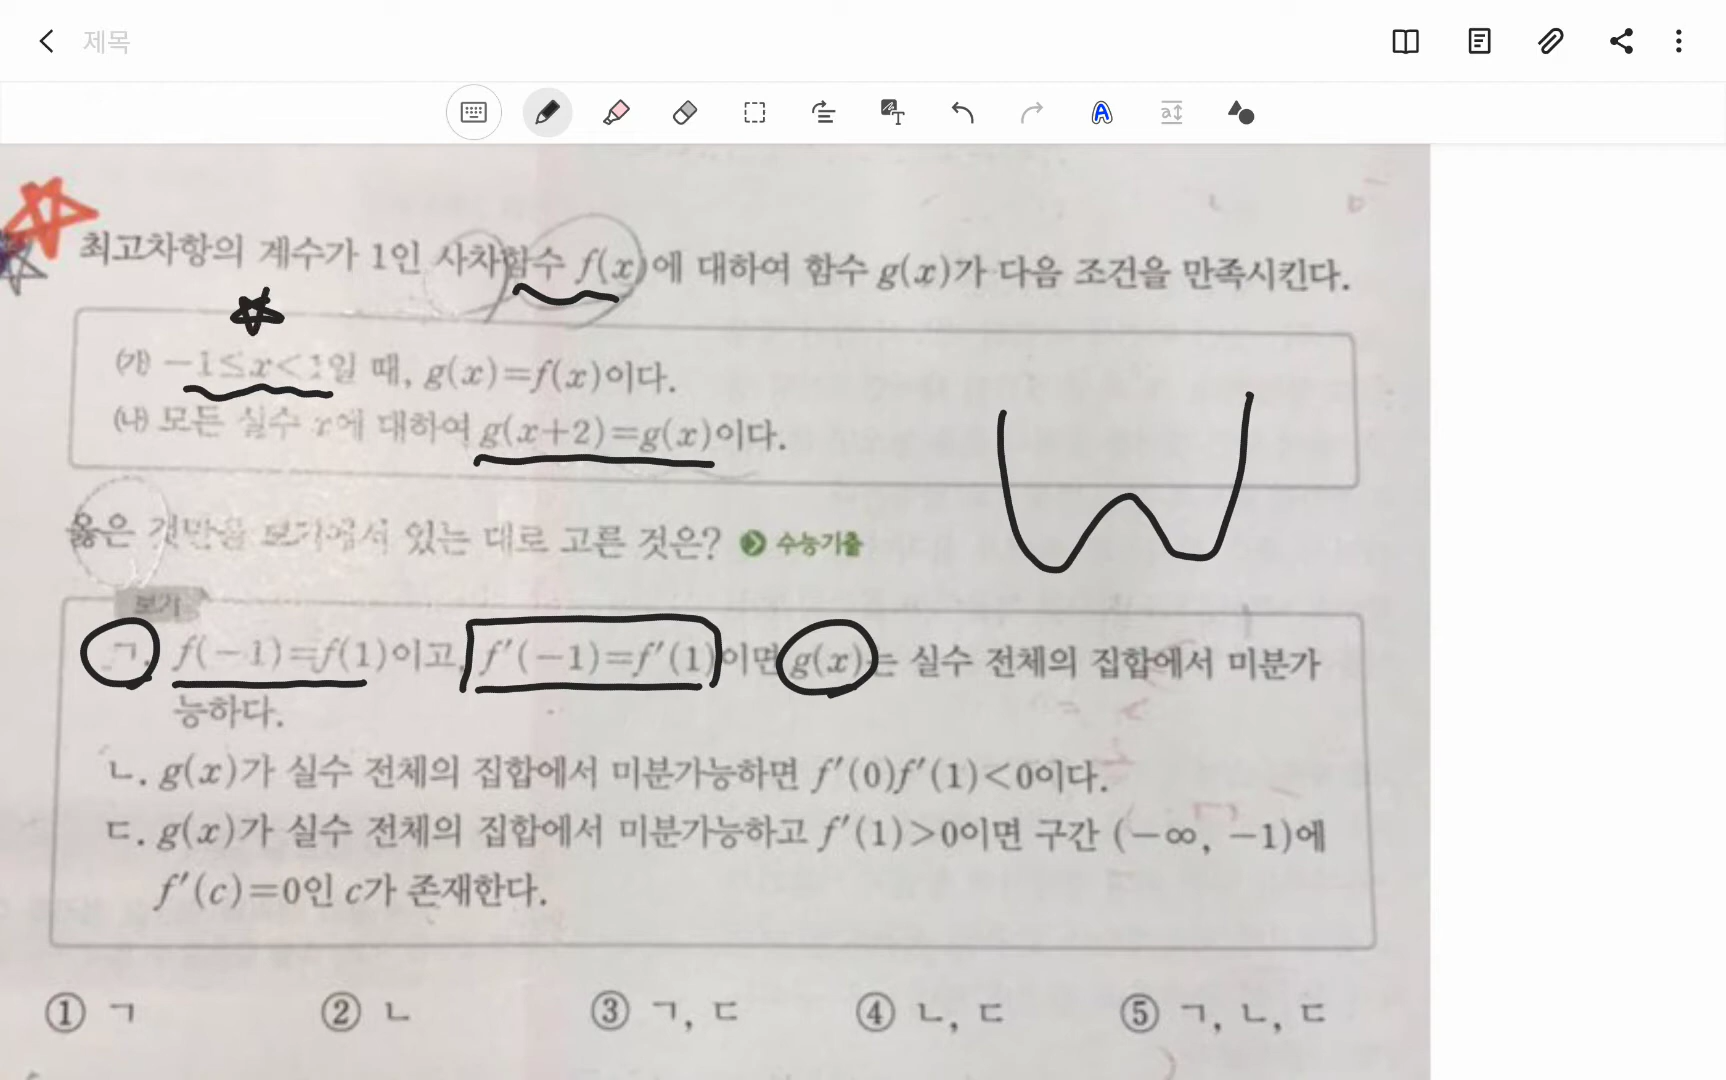 제목
최고차항의 계수가 1인 사차함수 f(x)에 대하여 함수 g(x)가 다음 조건을 만족시킨다.
㈎ −1≤x<1일 때, g(x)=f(x)이다.
㈏ 모든 실수 x에 대하여 g(x+2)=g(x)이다.
옳은 것만을 보기에서 있는 대로 고른 것은? 수능기출
보기
ㄱ. f(−1)=f(1)이고, f′(−1)=f′(1)이면 g(x)는 실수 전체의 집합에서 미분가
능하다.
ㄴ. g(x)가 실수 전체의 집합에서 미분가능하면 f′(0)f′(1)<0이다.
ㄷ. g(x)가 실수 전체의 집합에서 미분가능하고 f′(1)>0이면 구간 (−∞, −1)에
f′(c)=0인 c가 존재한다.
① ㄱ ② ㄴ ③ ㄱ, ㄷ ④ ㄴ, ㄷ ⑤ ㄱ, ㄴ, ㄷ